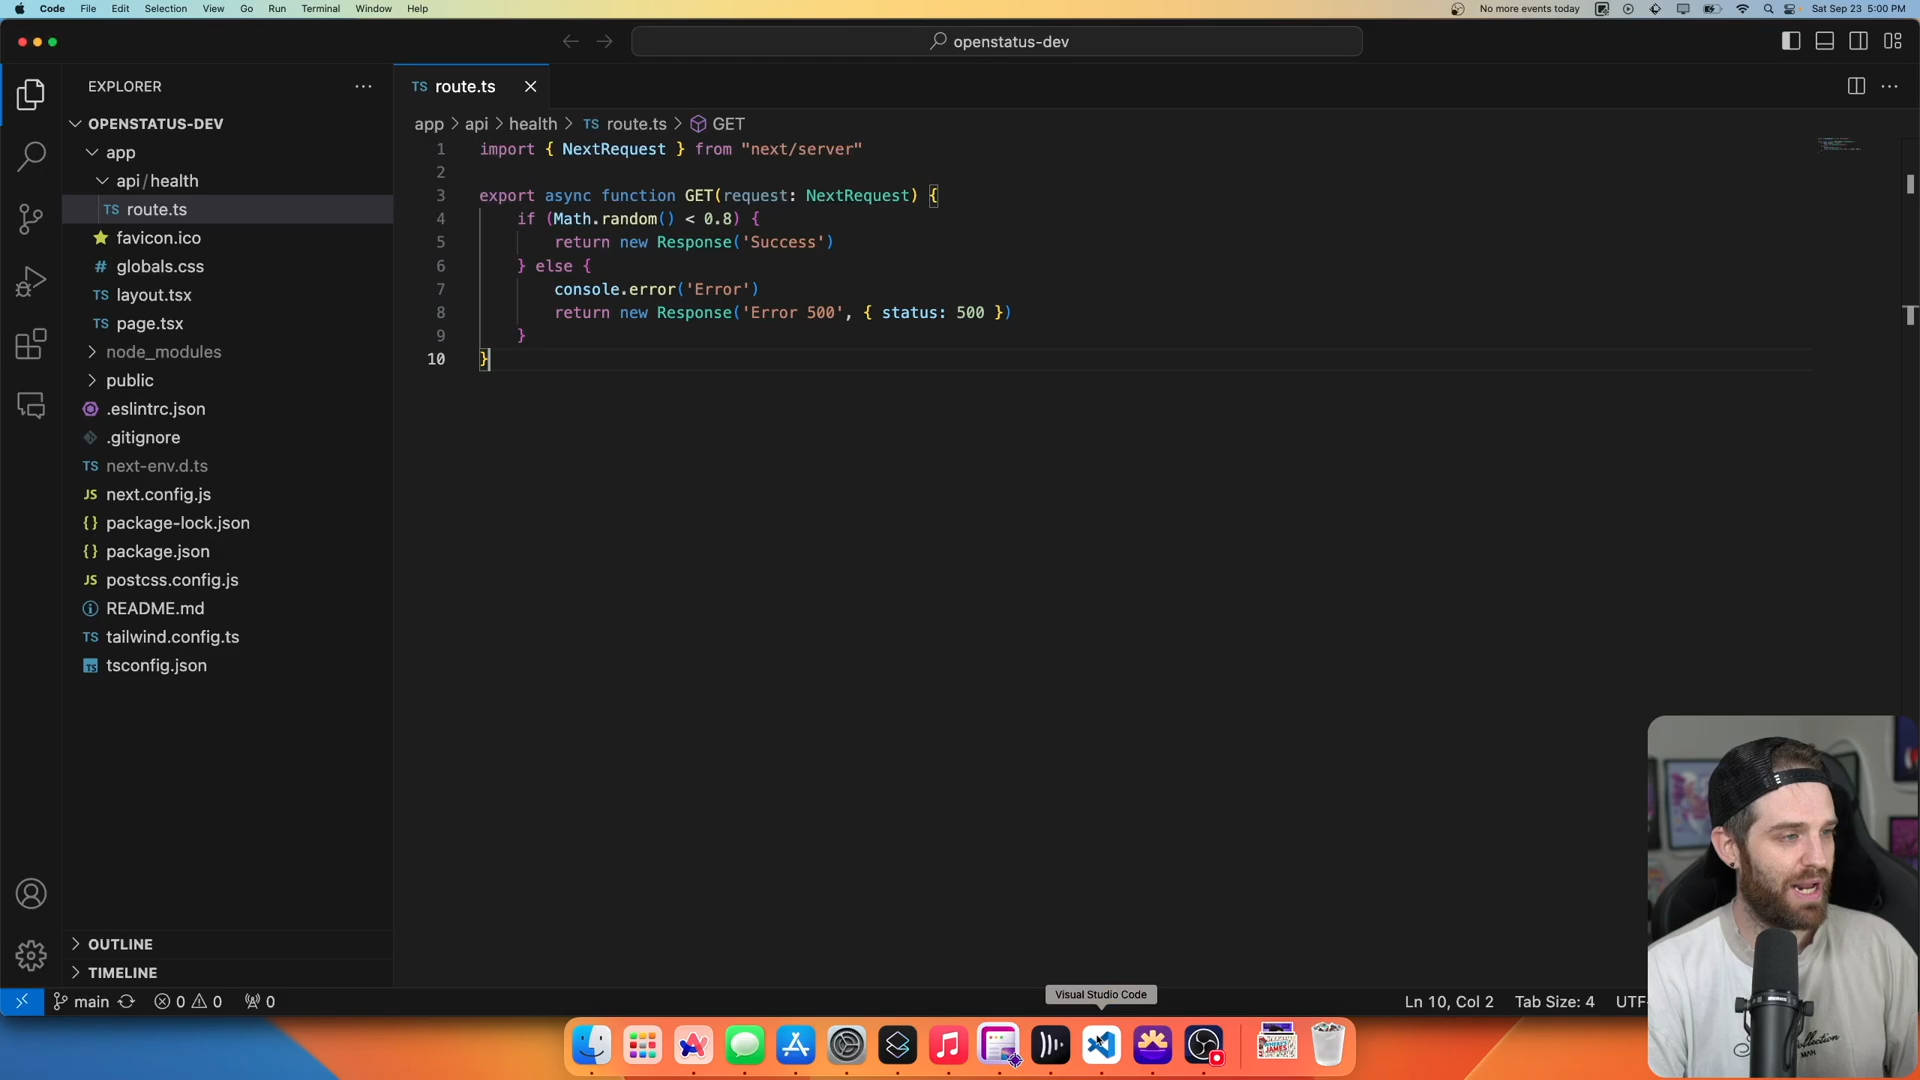 Code File Edit Selection View Go Run Terminal Window Help
No more events today
Sat Sep 23 5:00 PM
openstatus-dev
EXPLORER
OPENSTATUS-DEV
app
api/health
route.ts
favicon.ico
globals.css
layout.tsx
page.tsx
node_modules
public
.eslintrc.json
.gitignore
next-env.d.ts
next.config.js
package-lock.json
package.json
postcss.config.js
README.md
tailwind.config.ts
tsconfig.json
OUTLINE
TIMELINE
TS route.ts
app > api > health > TS route.ts > GET
1 import { NextRequest } from "next/server"
2
3 export async function GET(request: NextRequest) {
4 if (Math.random() < 0.8) {
5 return new Response('Success')
6 } else {
7 console.error('Error')
8 return new Response('Error 500', { status: 500 })
9 }
10 }
main
0 0
0
Visual Studio Code
Ln 10, Col 2
Tab Size: 4
UTF-